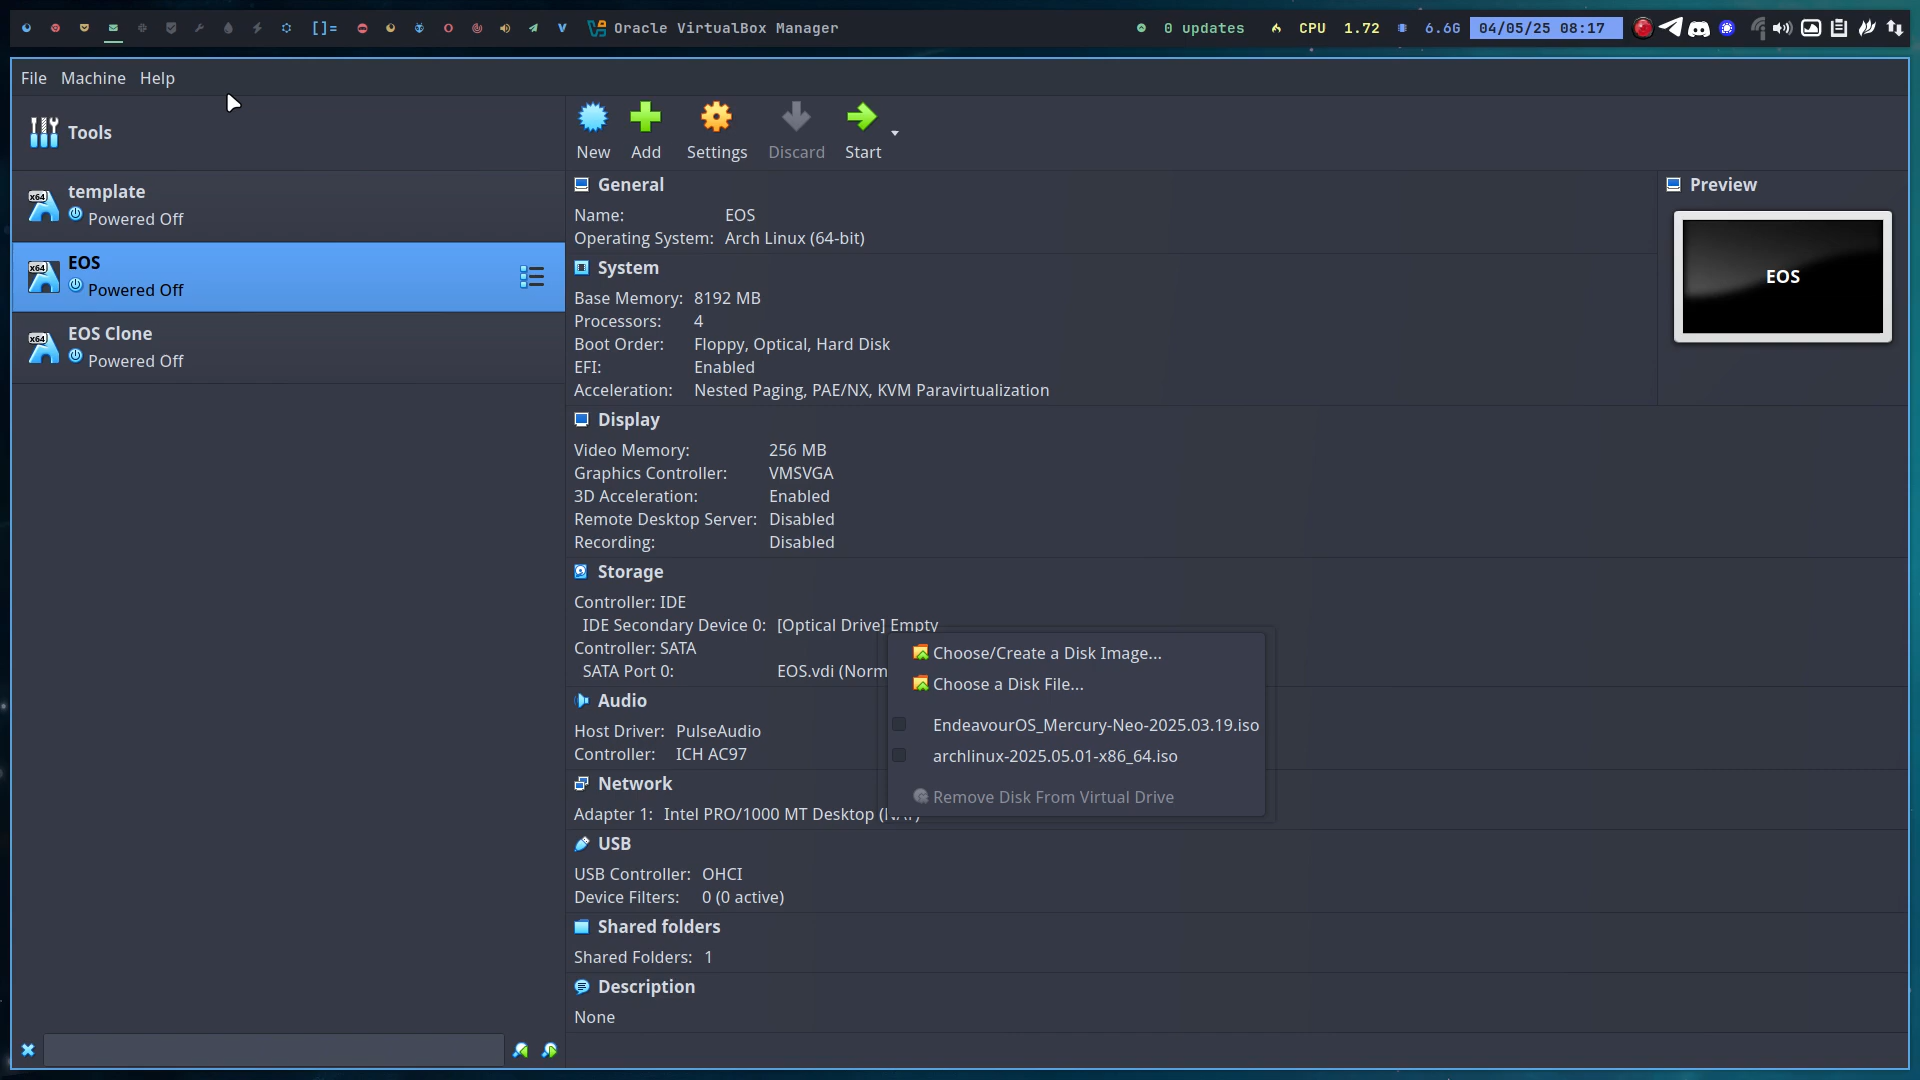 []= Oracle VirtualBox Manager 0 updates CPU 1.72 6.6G 04/05/25 08:17
File Machine Help
Tools
New Add Settings Discard Start
x64 template
Powered Off
x64 EOS
Powered Off
x64 EOS Clone
Powered Off
General
Name: EOS
Operating System: Arch Linux (64-bit)
Preview
EOS
System
Base Memory: 8192 MB
Processors: 4
Boot Order: Floppy, Optical, Hard Disk
EFI: Enabled
Acceleration: Nested Paging, PAE/NX, KVM Paravirtualization
Display
Video Memory: 256 MB
Graphics Controller: VMSVGA
3D Acceleration: Enabled
Remote Desktop Server: Disabled
Recording: Disabled
Storage
Controller: IDE
IDE Secondary Device 0: [Optical Drive] Empty
Controller: SATA
SATA Port 0: EOS.vdi (Norm
Choose/Create a Disk Image...
Choose a Disk File...
EndeavourOS_Mercury-Neo-2025.03.19.iso
archlinux-2025.05.01-x86_64.iso
Remove Disk From Virtual Drive
Audio
Host Driver: PulseAudio
Controller: ICH AC97
Network
Adapter 1: Intel PRO/1000 MT Desktop (NAT)
USB
USB Controller: OHCI
Device Filters: 0 (0 active)
Shared folders
Shared Folders: 1
Description
None